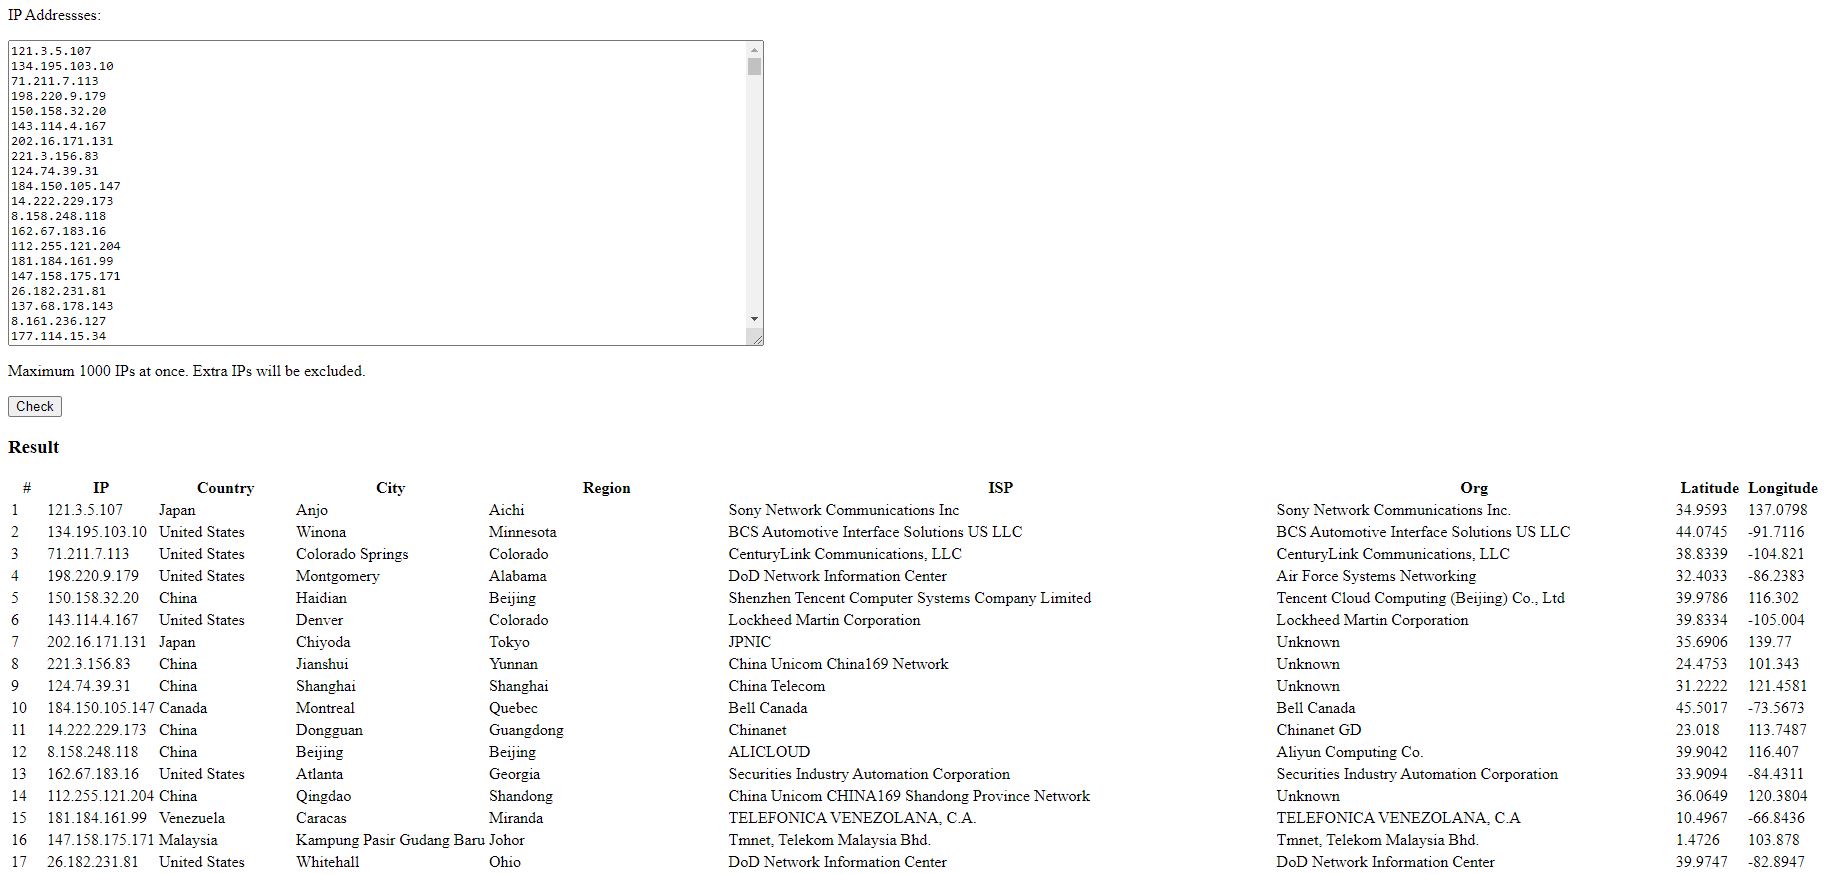 IP Addressses:
121.3.5.107
134.195.103.10
71.211.7.113
198.220.9.179
150.158.32.20
143.114.4.167
202.16.171.131
221.3.156.83
124.74.39.31
184.150.105.147
14.222.229.173
8.158.248.118
162.67.183.16
112.255.121.204
181.184.161.99
147.158.175.171
26.182.231.81
137.68.178.143
8.161.236.127
177.114.15.34
Maximum 1000 IPs at once. Extra IPs will be excluded.
Check
Result
# IP Country City Region ISP Org Latitude Longitude
1 121.3.5.107 Japan Anjo Aichi Sony Network Communications Inc Sony Network Communications Inc. 34.9593 137.0798
2 134.195.103.10 United States Winona Minnesota BCS Automotive Interface Solutions US LLC BCS Automotive Interface Solutions US LLC 44.0745 -91.7116
3 71.211.7.113 United States Colorado Springs Colorado CenturyLink Communications, LLC CenturyLink Communications, LLC 38.8339 -104.821
4 198.220.9.179 United States Montgomery Alabama DoD Network Information Center Air Force Systems Networking 32.4033 -86.2383
5 150.158.32.20 China Haidian Beijing Shenzhen Tencent Computer Systems Company Limited Tencent Cloud Computing (Beijing) Co., Ltd 39.9786 116.302
6 143.114.4.167 United States Denver Colorado Lockheed Martin Corporation Lockheed Martin Corporation 39.8334 -105.004
7 202.16.171.131 Japan Chiyoda Tokyo JPNIC Unknown 35.6906 139.77
8 221.3.156.83 China Jianshui Yunnan China Unicom China169 Network Unknown 24.4753 101.343
9 124.74.39.31 China Shanghai Shanghai China Telecom Unknown 31.2222 121.4581
10 184.150.105.147 Canada Montreal Quebec Bell Canada Bell Canada 45.5017 -73.5673
11 14.222.229.173 China Dongguan Guangdong Chinanet Chinanet GD 23.018 113.7487
12 8.158.248.118 China Beijing Beijing ALICLOUD Aliyun Computing Co. 39.9042 116.407
13 162.67.183.16 United States Atlanta Georgia Securities Industry Automation Corporation Securities Industry Automation Corporation 33.9094 -84.4311
14 112.255.121.204 China Qingdao Shandong China Unicom CHINA169 Shandong Province Network Unknown 36.0649 120.3804
15 181.184.161.99 Venezuela Caracas Miranda TELEFONICA VENEZOLANA, C.A. TELEFONICA VENEZOLANA, C.A 10.4967 -66.8436
16 147.158.175.171 Malaysia Kampung Pasir Gudang Baru Johor Tmnet, Telekom Malaysia Bhd. Tmnet, Telekom Malaysia Bhd. 1.4726 103.878
17 26.182.231.81 United States Whitehall Ohio DoD Network Information Center DoD Network Information Center 39.9747 -82.8947